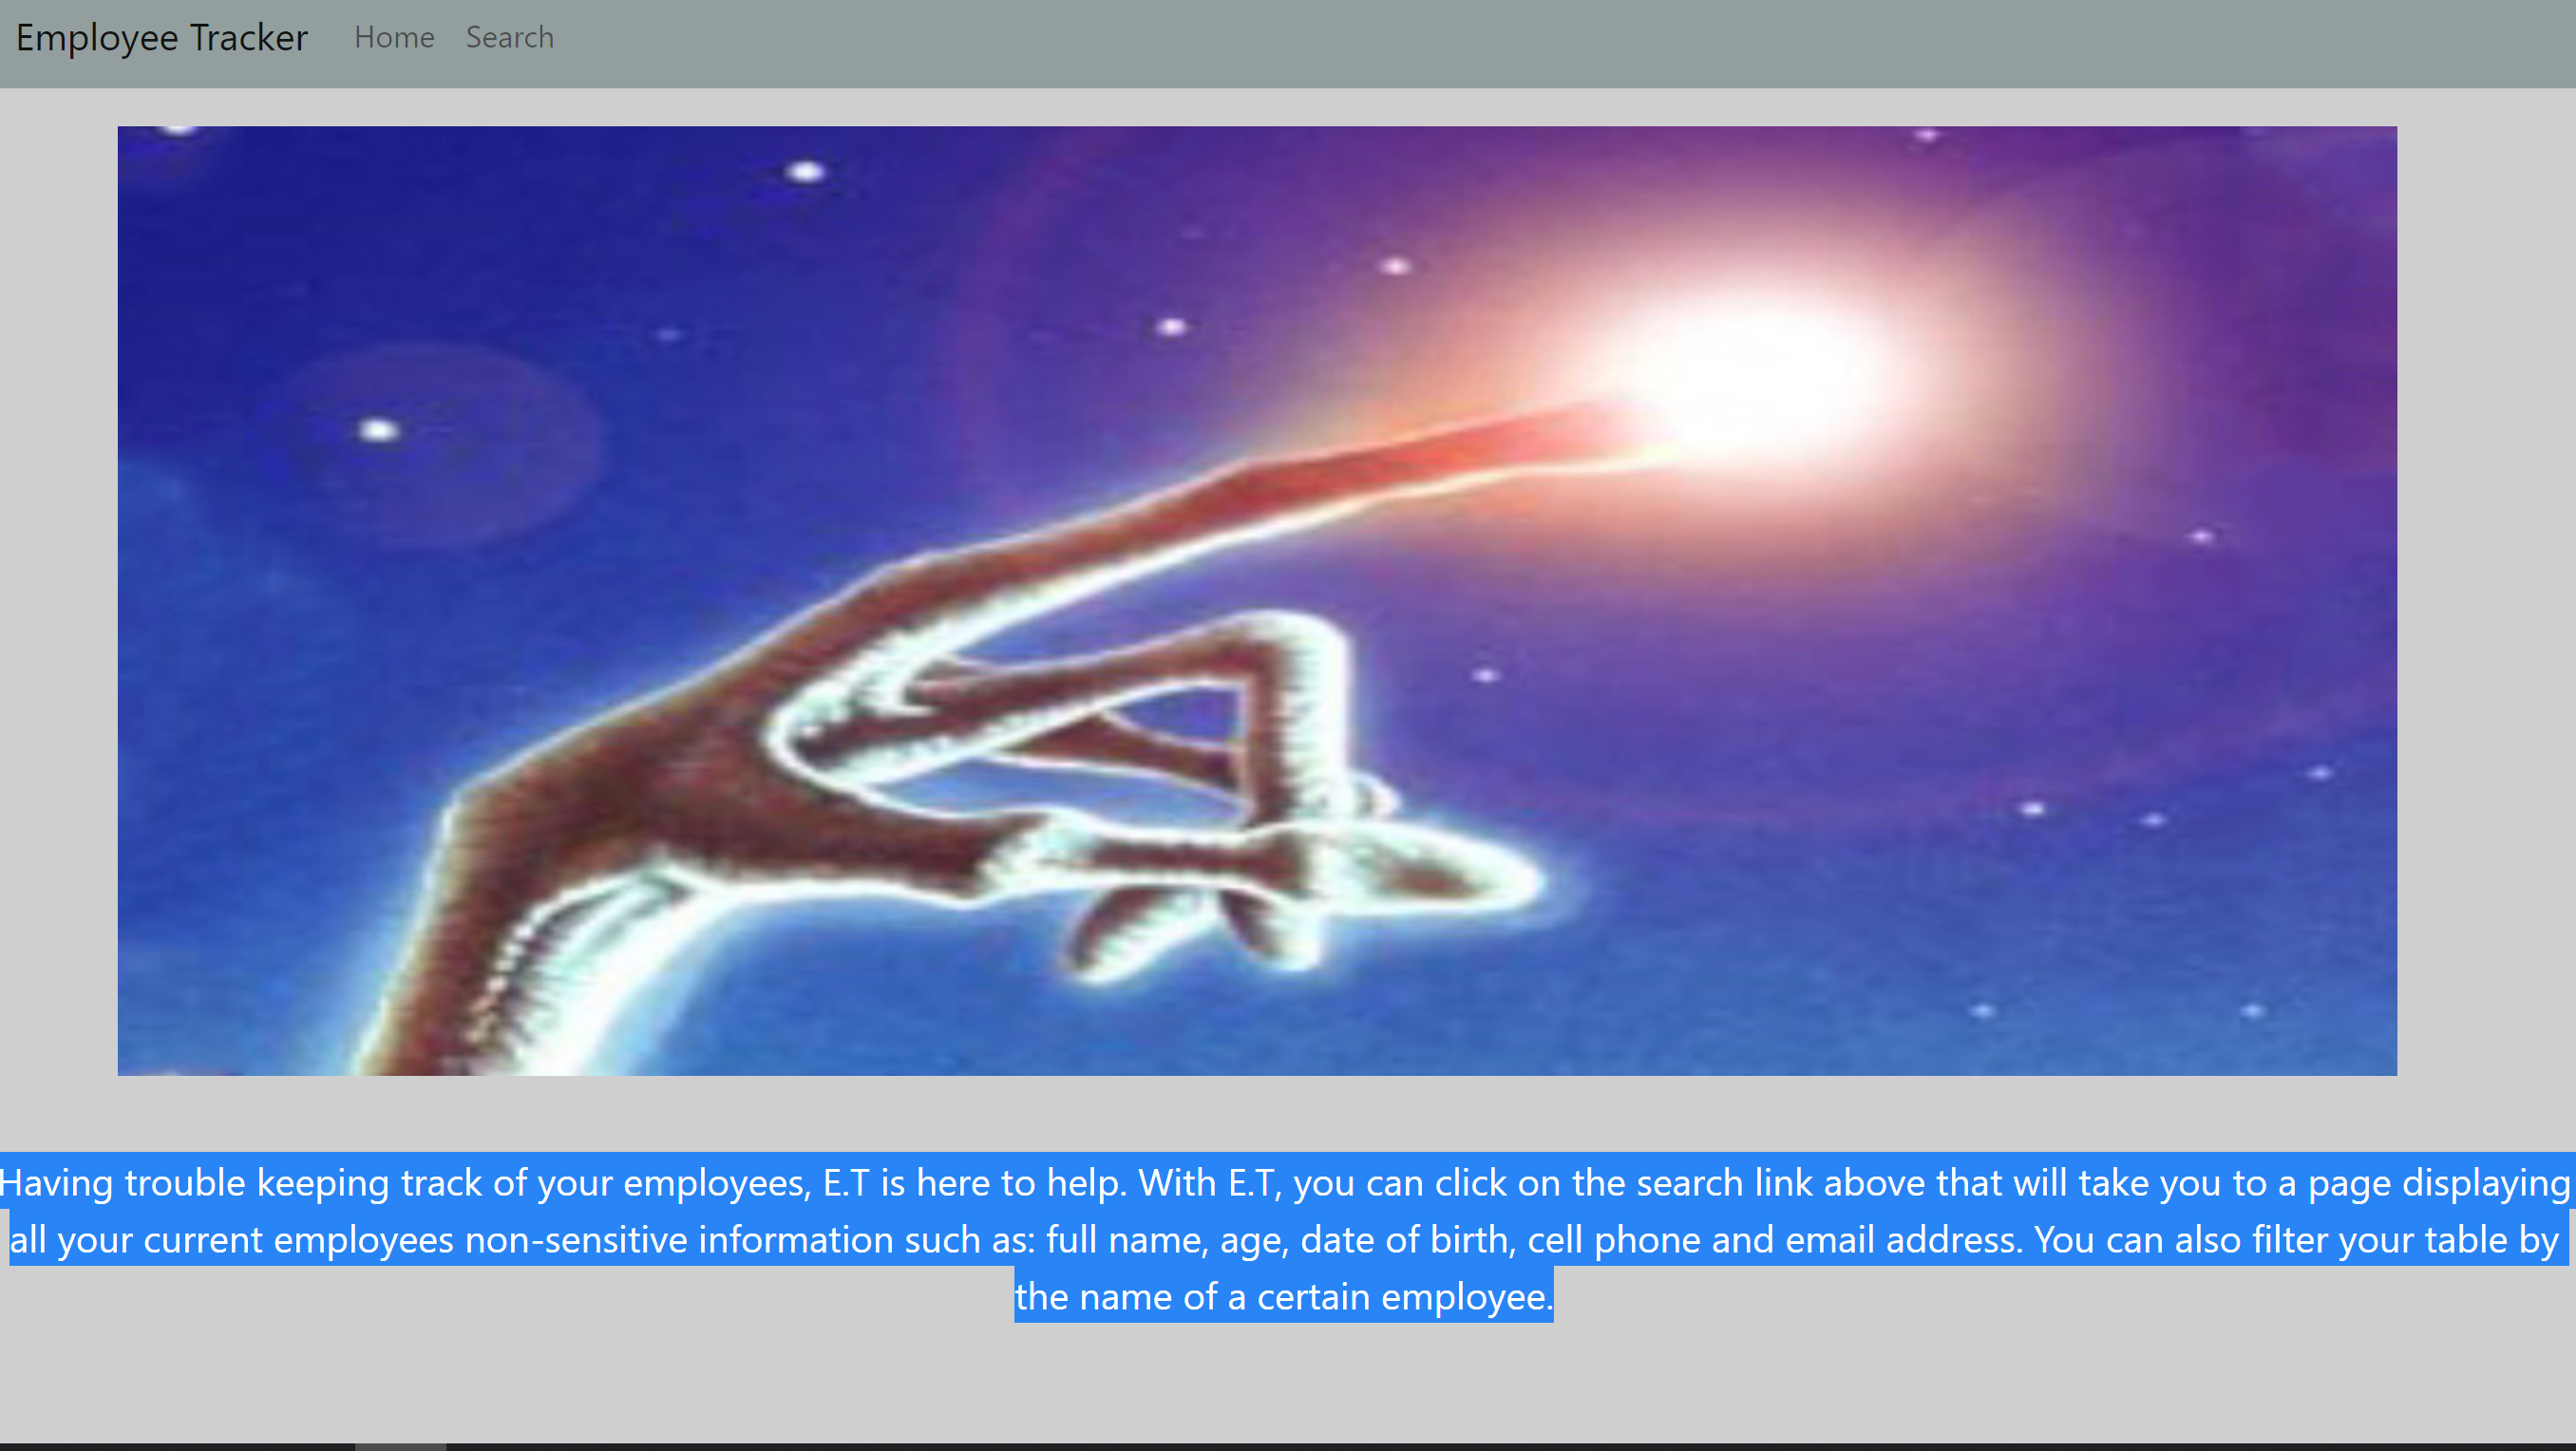 Employee Tracker Home Search
Having trouble keeping track of your employees, E.T is here to help. With E.T, you can click on the search link above that will take you to a page displaying
all your current employees non-sensitive information such as: full name, age, date of birth, cell phone and email address. You can also filter your table by
the name of a certain employee.